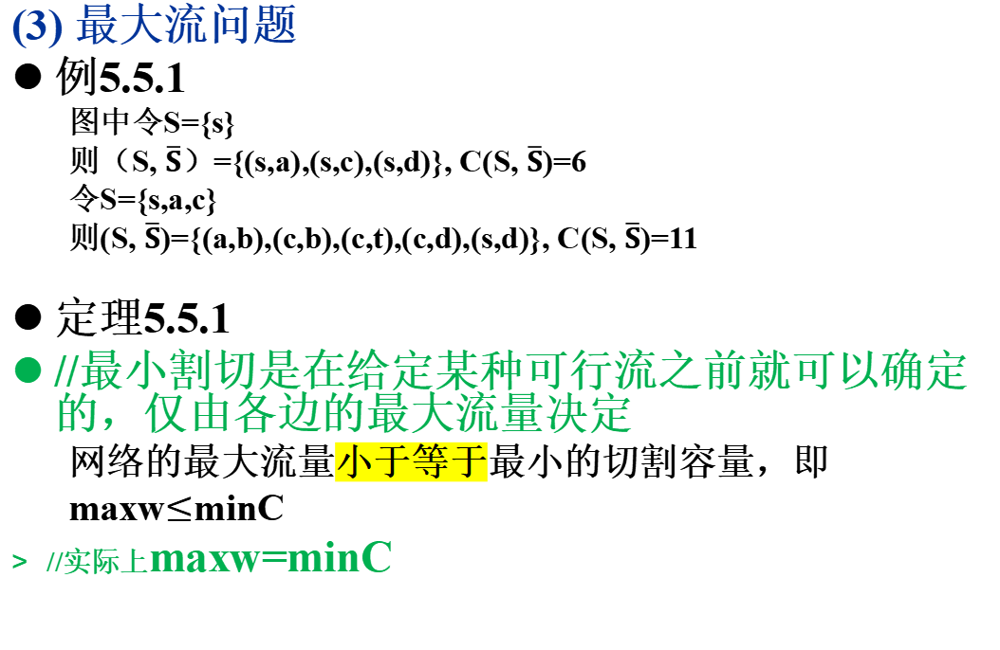 (3) 最大流问题
● 例5.5.1
图中令S={s}
则（S, S̄）={(s,a),(s,c),(s,d)}, C(S, S̄)=6
令S={s,a,c}
则(S, S̄)={(a,b),(c,b),(c,t),(c,d),(s,d)}, C(S, S̄)=11
● 定理5.5.1
● //最小割切是在给定某种可行流之前就可以确定
的，仅由各边的最大流量决定
网络的最大流量小于等于最小的切割容量，即
maxw≤minC
> //实际上maxw=minC